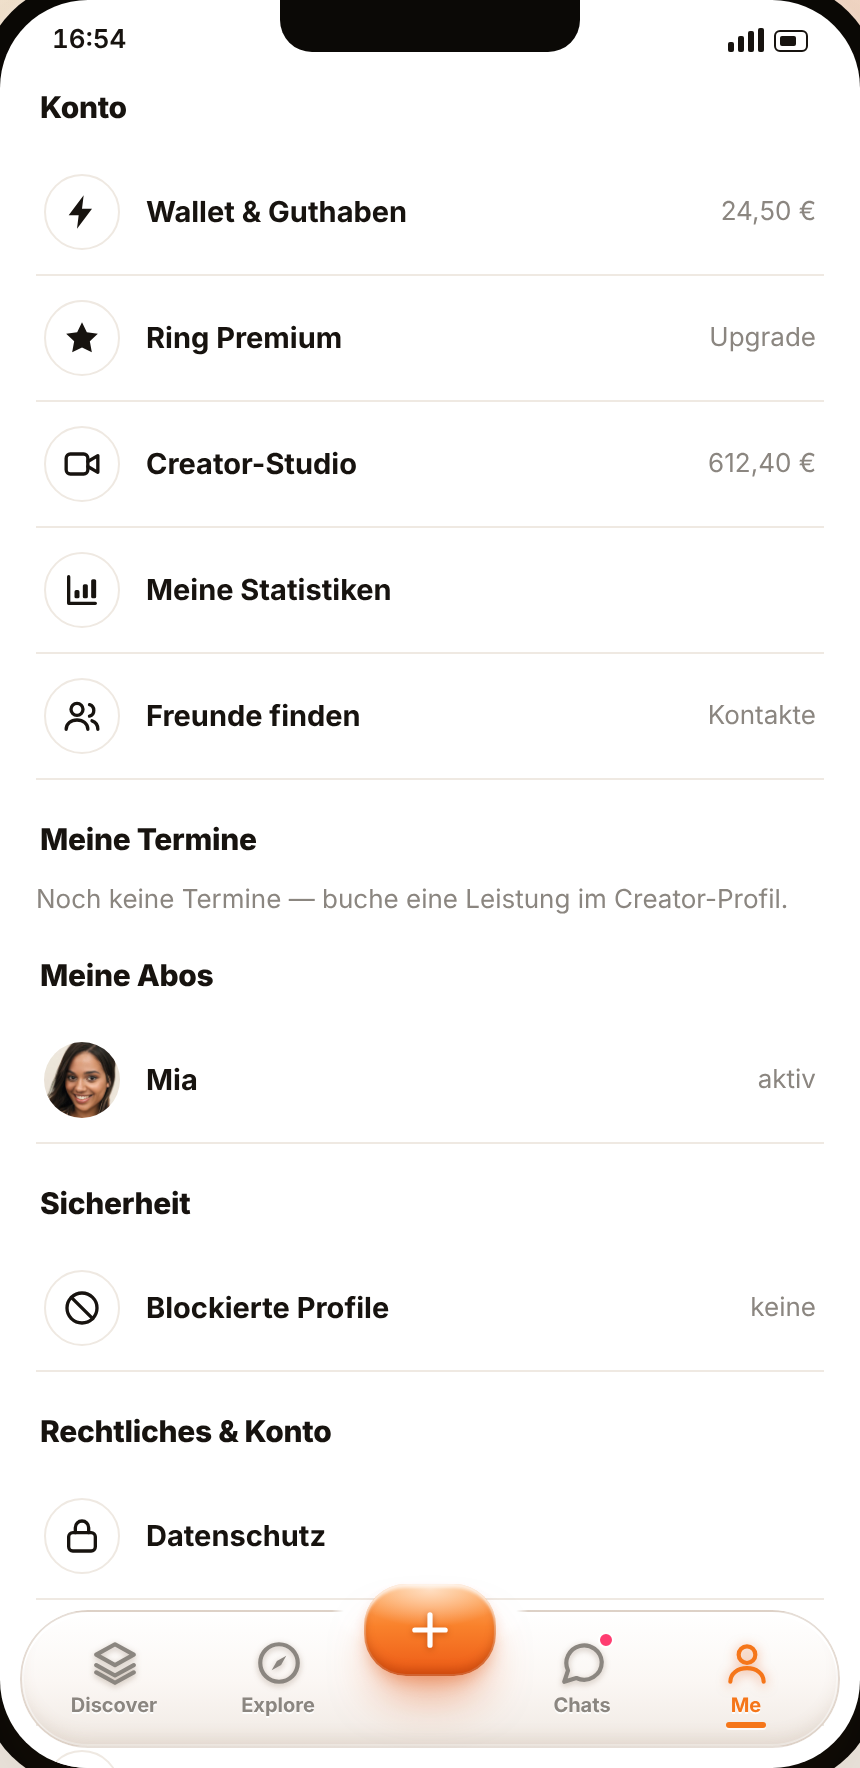 16:54
Konto
Wallet & Guthaben 24,50 €
Ring Premium Upgrade
Creator-Studio 612,40 €
Meine Statistiken
Freunde finden Kontakte
Meine Termine
Noch keine Termine — buche eine Leistung im Creator-Profil.
Meine Abos
Mia aktiv
Sicherheit
Blockierte Profile keine
Rechtliches & Konto
Datenschutz
Discover Explore Chats Me